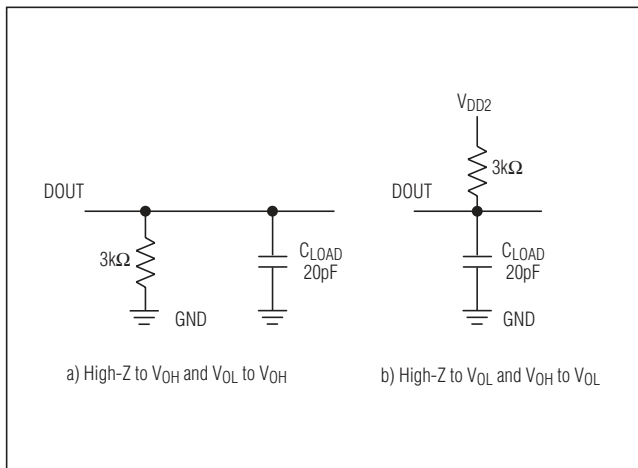 DOUT
3kΩ
GND
CLOAD
20pF
a) High-Z to VOH and VOL to VOH
VDD2
3kΩ
DOUT
CLOAD
20pF
GND
b) High-Z to VOL and VOH to VOL